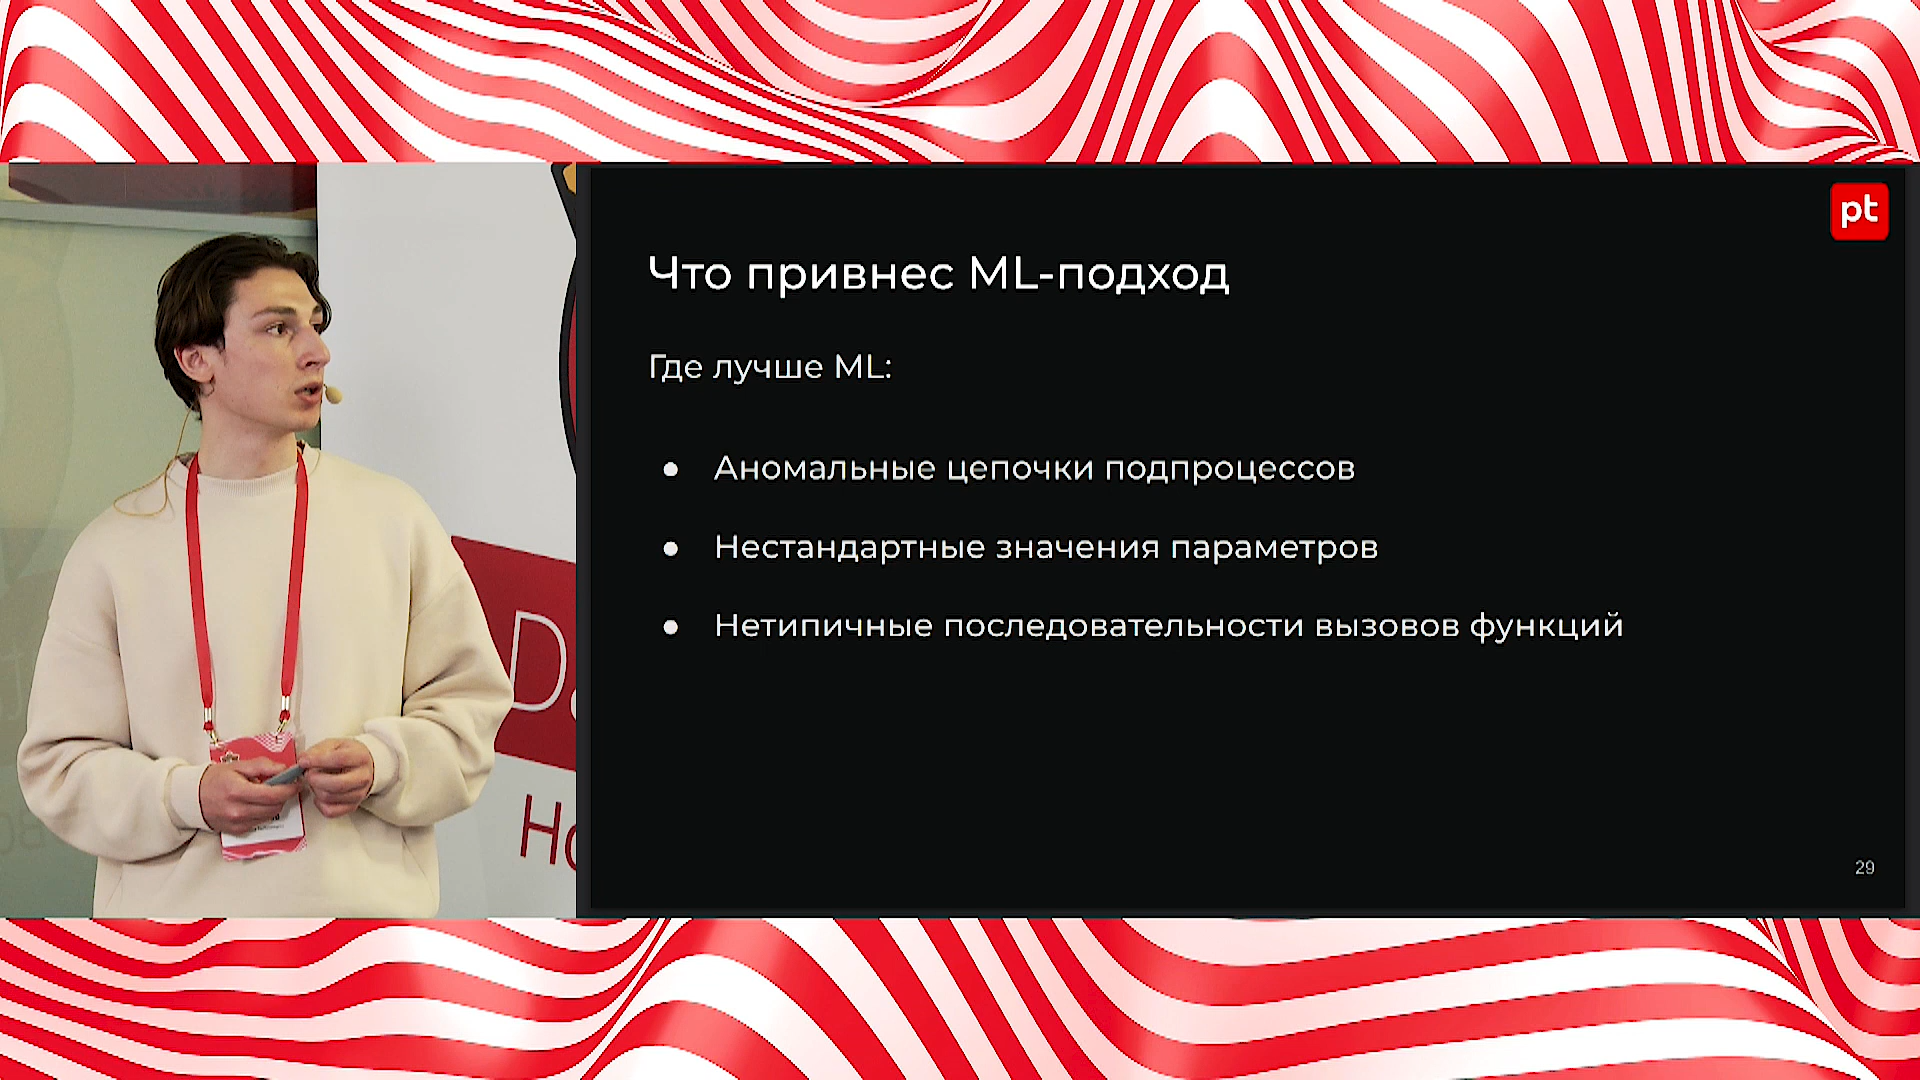 pt
Что привнес ML-подход
Где лучше ML:
● Аномальные цепочки подпроцессов
● Нестандартные значения параметров
● Нетипичные последовательности вызовов функций
29
D
Но